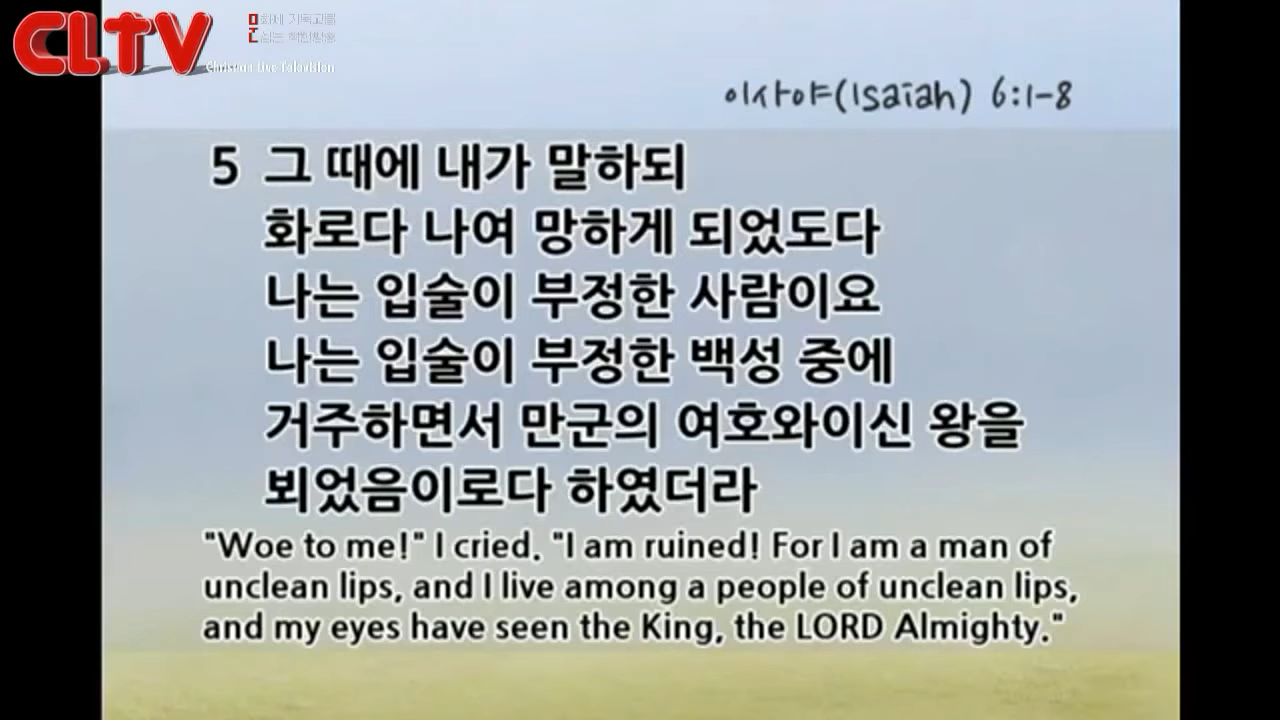 CLTV
Christian Live Television
이사야(Isaiah) 6:1-8
5 그 때에 내가 말하되
화로다 나여 망하게 되었도다
나는 입술이 부정한 사람이요
나는 입술이 부정한 백성 중에
거주하면서 만군의 여호와이신 왕을
뵈었음이로다 하였더라
"Woe to me!" I cried. "I am ruined! For I am a man of
unclean lips, and I live among a people of unclean lips,
and my eyes have seen the King, the LORD Almighty."